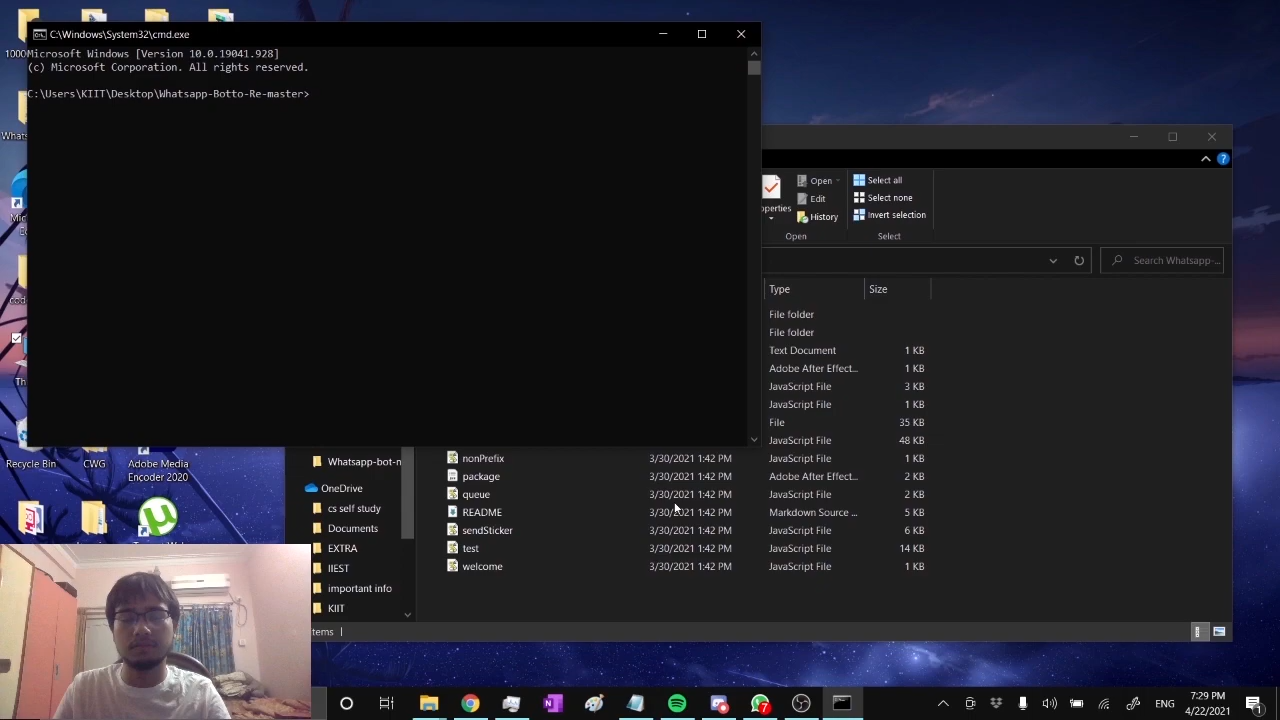 C:\Windows\System32\cmd.exe
Microsoft Windows [Version 10.0.19041.928]
(c) Microsoft Corporation. All rights reserved.
C:\Users\KIIT\Desktop\Whatsapp-Botto-Re-master>
Open
Edit
History
Select all
Select none
Invert selection
Open
Select
?
Search Whatsapp-...
Type
Size
File folder
File folder
Text Document
1 KB
Adobe After Effect...
1 KB
JavaScript File
3 KB
JavaScript File
1 KB
File
35 KB
JavaScript File
48 KB
nonPrefix
3/30/2021 1:42 PM
JavaScript File
1 KB
package
3/30/2021 1:42 PM
Adobe After Effect...
2 KB
queue
3/30/2021 1:42 PM
JavaScript File
2 KB
README
3/30/2021 1:42 PM
Markdown Source ...
5 KB
sendSticker
3/30/2021 1:42 PM
JavaScript File
6 KB
test
3/30/2021 1:42 PM
JavaScript File
14 KB
welcome
3/30/2021 1:42 PM
JavaScript File
1 KB
Whatsapp-bot-n
OneDrive
cs self study
Documents
EXTRA
IIEST
important info
KIIT
Recycle Bin
CWG
Adobe Media
Encoder 2020
7
ENG
7:29 PM
4/22/2021
1